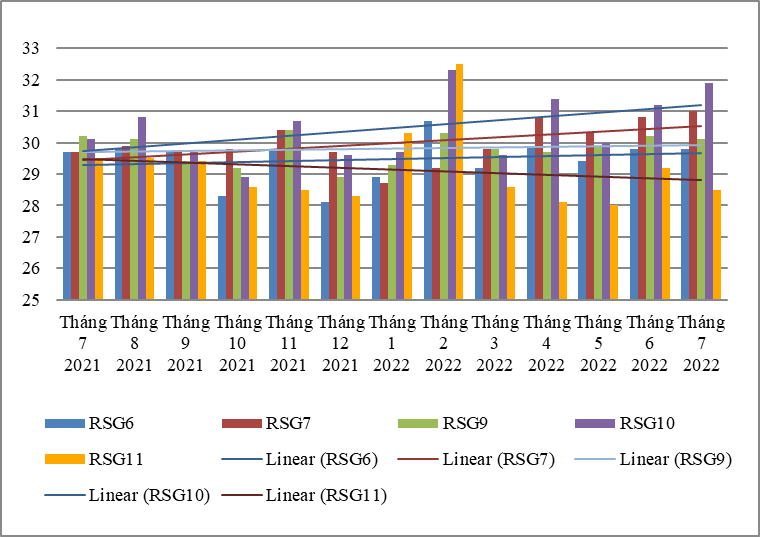 33
32
31
30
29
28
27
26
25
Tháng Tháng Tháng Tháng Tháng Tháng Tháng Tháng Tháng Tháng Tháng Tháng Tháng
7 8 9 10 11 12 1 2 3 4 5 6 7
2021 2021 2021 2021 2021 2021 2022 2022 2022 2022 2022 2022 2022
RSG6 RSG7 RSG9 RSG10
RSG11 Linear (RSG6) Linear (RSG7) Linear (RSG9)
Linear (RSG10) Linear (RSG11)